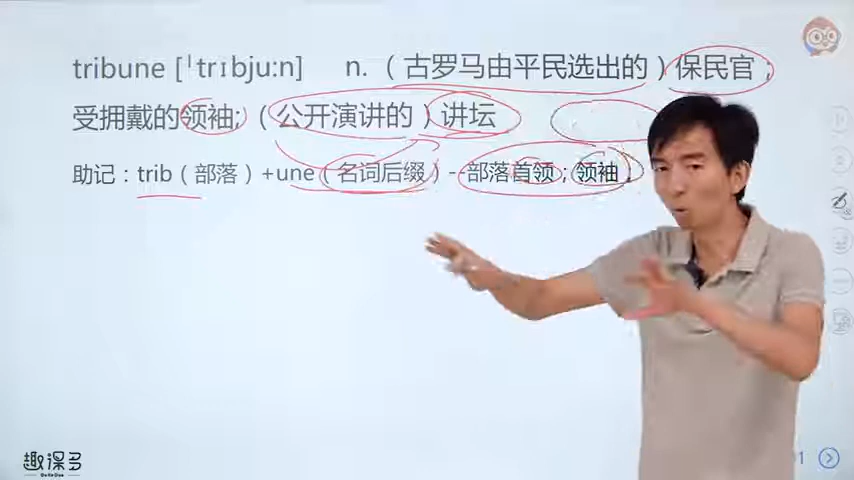 tribune [ˈtrɪbjuːn] n.（古罗马由平民选出的）保民官；
受拥戴的领袖;（公开演讲的）讲坛
助记：trib（部落）+une（名词后缀）--部落首领；领袖
趣课多